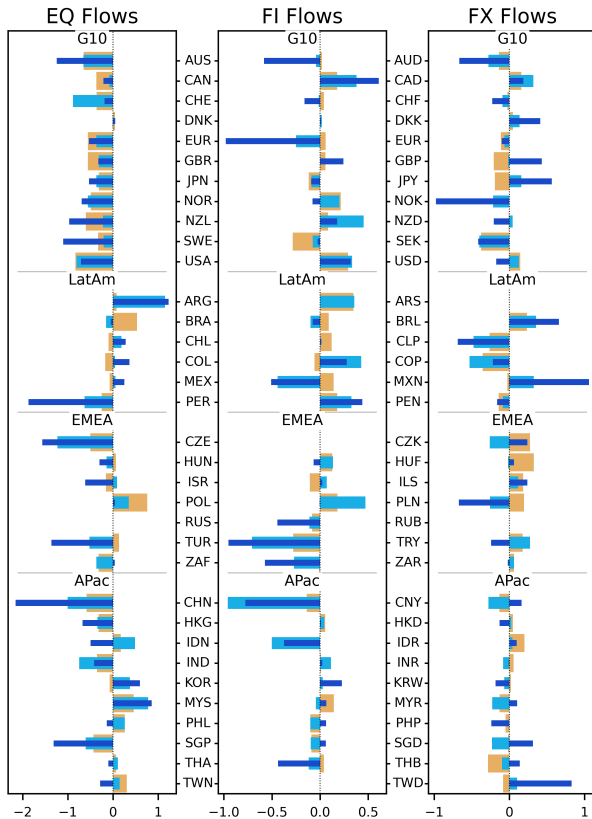 EQ Flows FI Flows FX Flows
G10 G10 G10
AUS AUD
CAN CAD
CHE CHF
DNK DKK
EUR EUR
GBR GBP
JPN JPY
NOR NOK
NZL NZD
SWE SEK
USA USD
LatAm LatAm LatAm
ARG ARS
BRA BRL
CHL CLP
COL COP
MEX MXN
PER PEN
EMEA EMEA EMEA
CZE CZK
HUN HUF
ISR ILS
POL PLN
RUS RUB
TUR TRY
ZAF ZAR
APac APac APac
CHN CNY
HKG HKD
IDN IDR
IND INR
KOR KRW
MYS MYR
PHL PHP
SGP SGD
THA THB
TWN TWD
−2 −1 0 1 −1.0 −0.5 0.0 0.5 −1 0 1